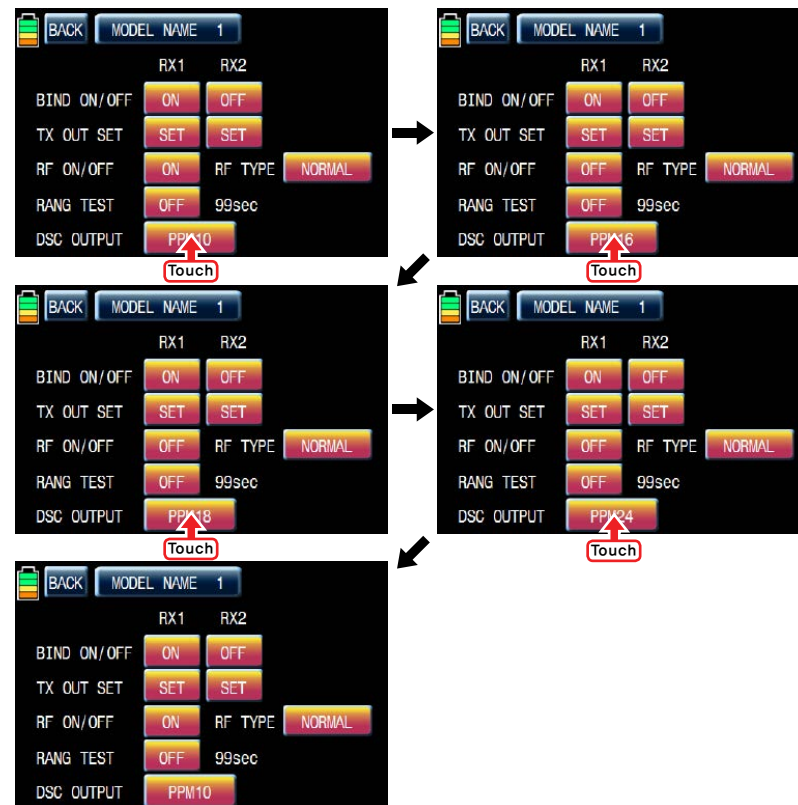 BACK MODEL NAME 1
RX1 RX2
BIND ON/OFF ON OFF
TX OUT SET SET SET
RF ON/OFF ON RF TYPE NORMAL
RANG TEST OFF 99sec
DSC OUTPUT PPM10
Touch
BACK MODEL NAME 1
RX1 RX2
BIND ON/OFF ON OFF
TX OUT SET SET SET
RF ON/OFF OFF RF TYPE NORMAL
RANG TEST OFF 99sec
DSC OUTPUT PPM16
Touch
BACK MODEL NAME 1
RX1 RX2
BIND ON/OFF ON OFF
TX OUT SET SET SET
RF ON/OFF OFF RF TYPE NORMAL
RANG TEST OFF 99sec
DSC OUTPUT PPM18
Touch
BACK MODEL NAME 1
RX1 RX2
BIND ON/OFF ON OFF
TX OUT SET SET SET
RF ON/OFF OFF RF TYPE NORMAL
RANG TEST OFF 99sec
DSC OUTPUT PPM24
Touch
BACK MODEL NAME 1
RX1 RX2
BIND ON/OFF ON OFF
TX OUT SET SET SET
RF ON/OFF ON RF TYPE NORMAL
RANG TEST OFF 99sec
DSC OUTPUT PPM10